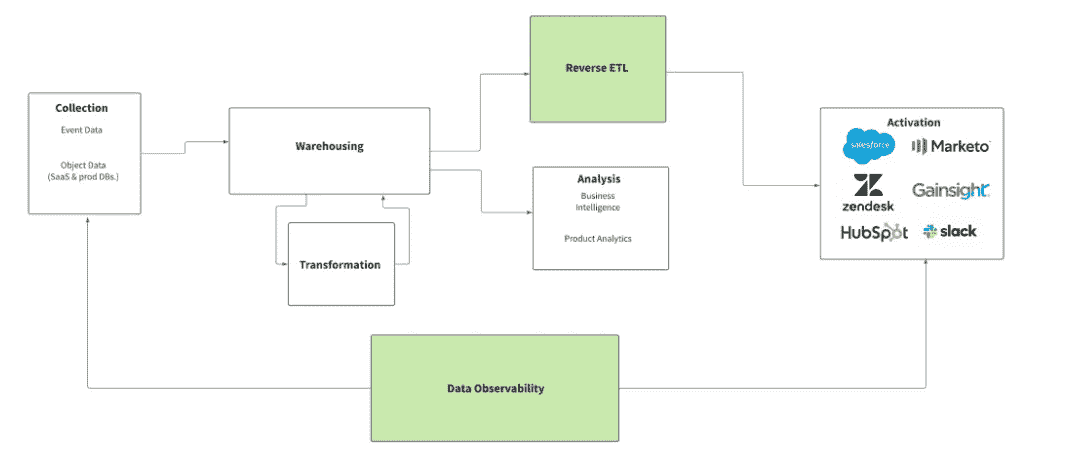 Reverse ETL
Collection
Event Data
Object Data
(SaaS & prod DBs.)
Warehousing
Activation
salesforce
Marketo
Analysis
Business
Intelligence
Product Analytics
zendesk
Gainsight
HubSpot
slack
Transformation
Data Observability